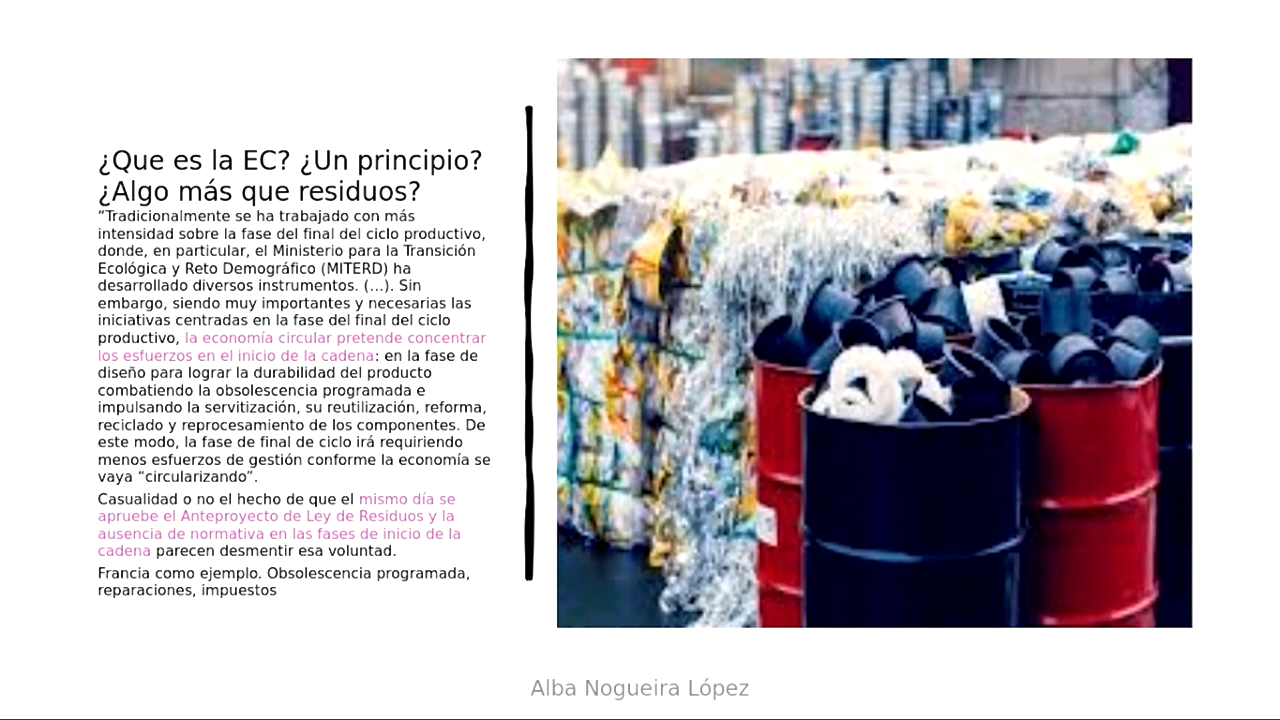 ¿Que es la EC? ¿Un principio?
¿Algo más que residuos?
“Tradicionalmente se ha trabajado con más
intensidad sobre la fase del final del ciclo productivo,
donde, en particular, el Ministerio para la Transición
Ecológica y Reto Demográfico (MITERD) ha
desarrollado diversos instrumentos. (…). Sin
embargo, siendo muy importantes y necesarias las
iniciativas centradas en la fase del final del ciclo
productivo, la economía circular pretende concentrar
los esfuerzos en el inicio de la cadena: en la fase de
diseño para lograr la durabilidad del producto
combatiendo la obsolescencia programada e
impulsando la servitización, su reutilización, reforma,
reciclado y reprocesamiento de los componentes. De
este modo, la fase de final de ciclo irá requiriendo
menos esfuerzos de gestión conforme la economía se
vaya “circularizando”.
Casualidad o no el hecho de que el mismo día se
apruebe el Anteproyecto de Ley de Residuos y la
ausencia de normativa en las fases de inicio de la
cadena parecen desmentir esa voluntad.
Francia como ejemplo. Obsolescencia programada,
reparaciones, impuestos
Alba Nogueira López